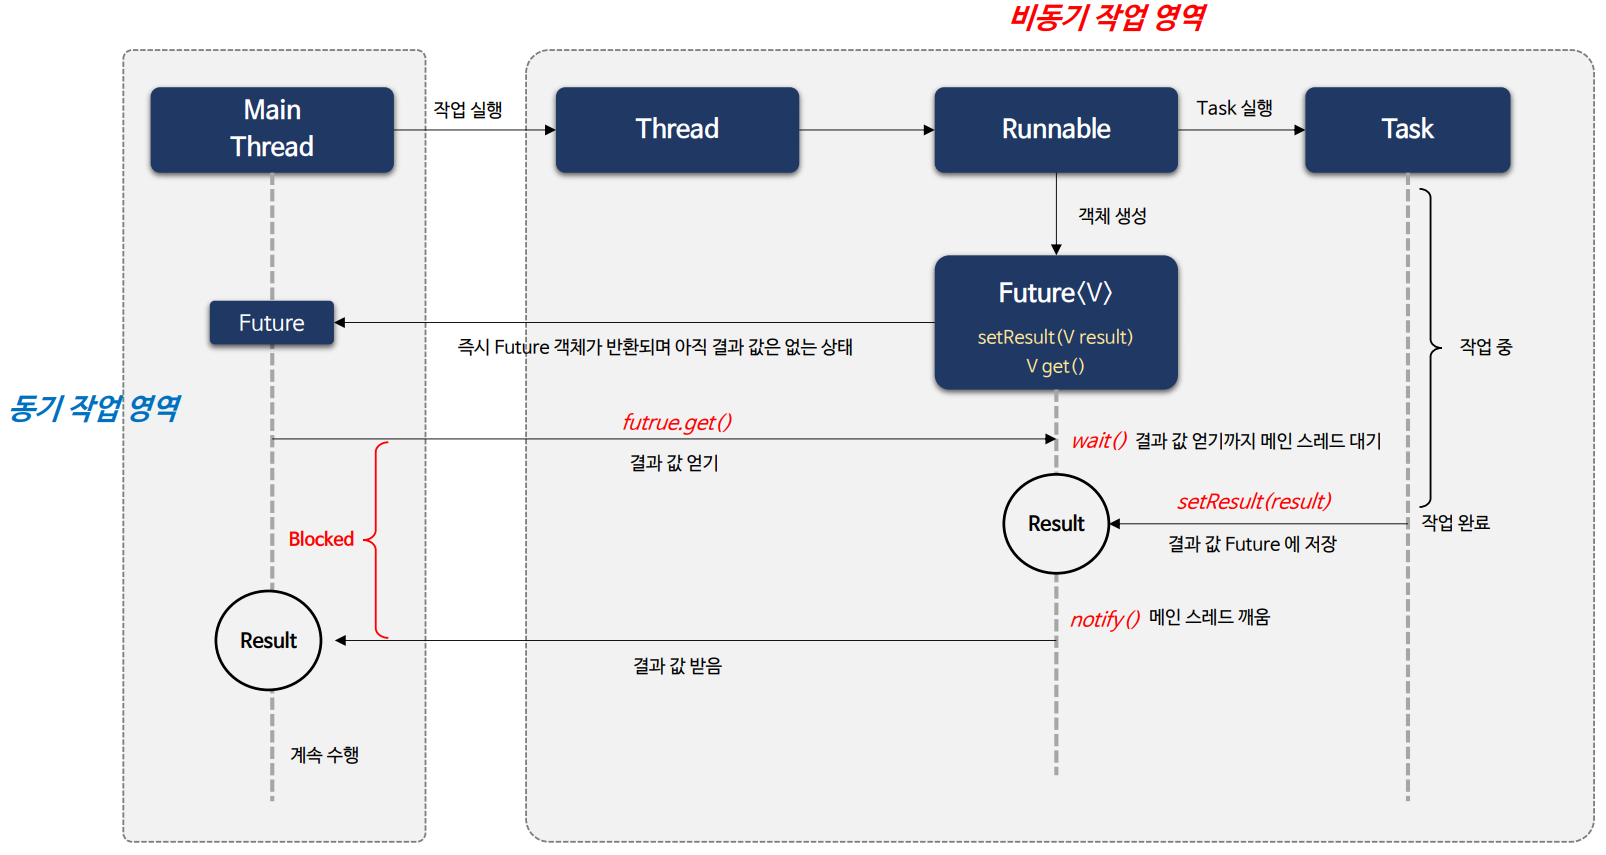 비동기 작업 영역
Main
Thread
작업 실행
Thread
Runnable
Task 실행
Task
객체 생성
Future
즉시 Future 객체가 반환되며 아직 결과 값은 없는 상태
Future〈V〉
setResult(V result)
V get()
작업 중
동기 작업 영역
futrue.get()
결과 값 얻기
wait() 결과 값 얻기까지 메인 스레드 대기
Blocked
Result
setResult(result)
결과 값 Future 에 저장
작업 완료
Result
notify() 메인 스레드 깨움
결과 값 받음
계속 수행